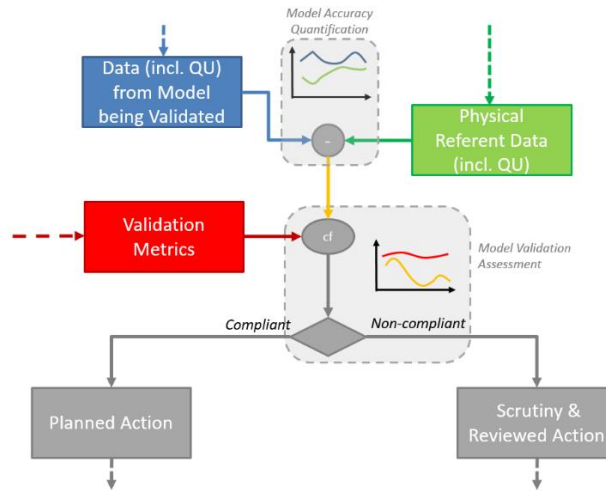 Model Accuracy
Quantification
Data (incl. QU)
from Model
being Validated
Physical
Referent Data
(incl. QU)
-
Validation
Metrics
cf
Model Validation
Assessment
Compliant
Non-compliant
Planned Action
Scrutiny &
Reviewed Action